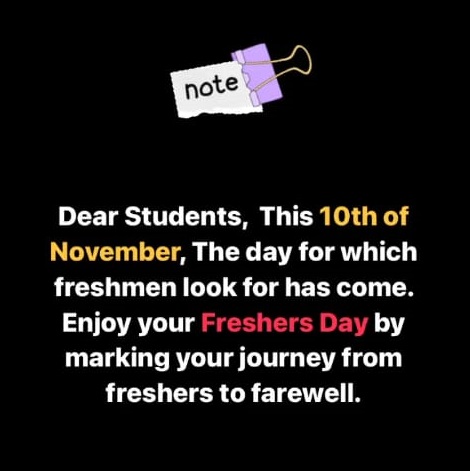 note
Dear Students, This 10th of
November, The day for which
freshmen look for has come.
Enjoy your Freshers Day by
marking your journey from
freshers to farewell.